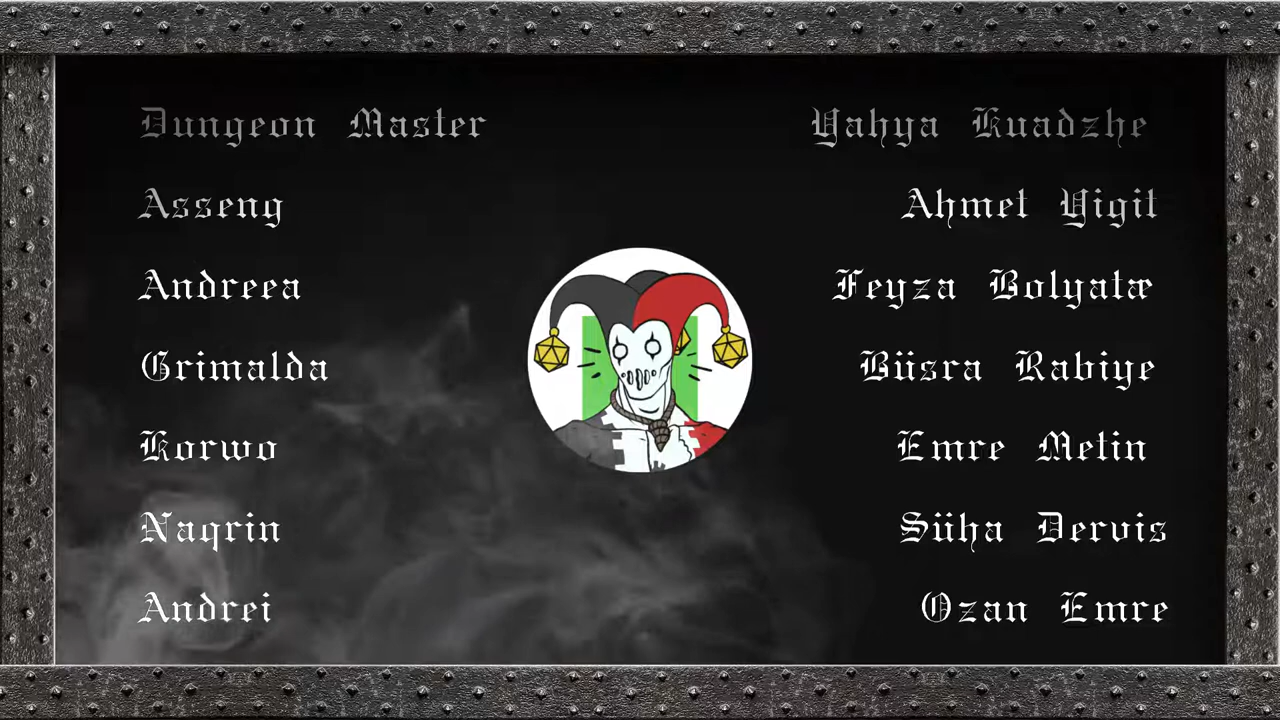 Dungeon Master Yahya Kuadzhe
Asseng Ahmet Yigit
Andreea Feyza Bolyatæ
Grimalda Büsra Rabiye
Korwo Emre Metin
Naqrin Süha Dervis
Andrei Ozan Emre